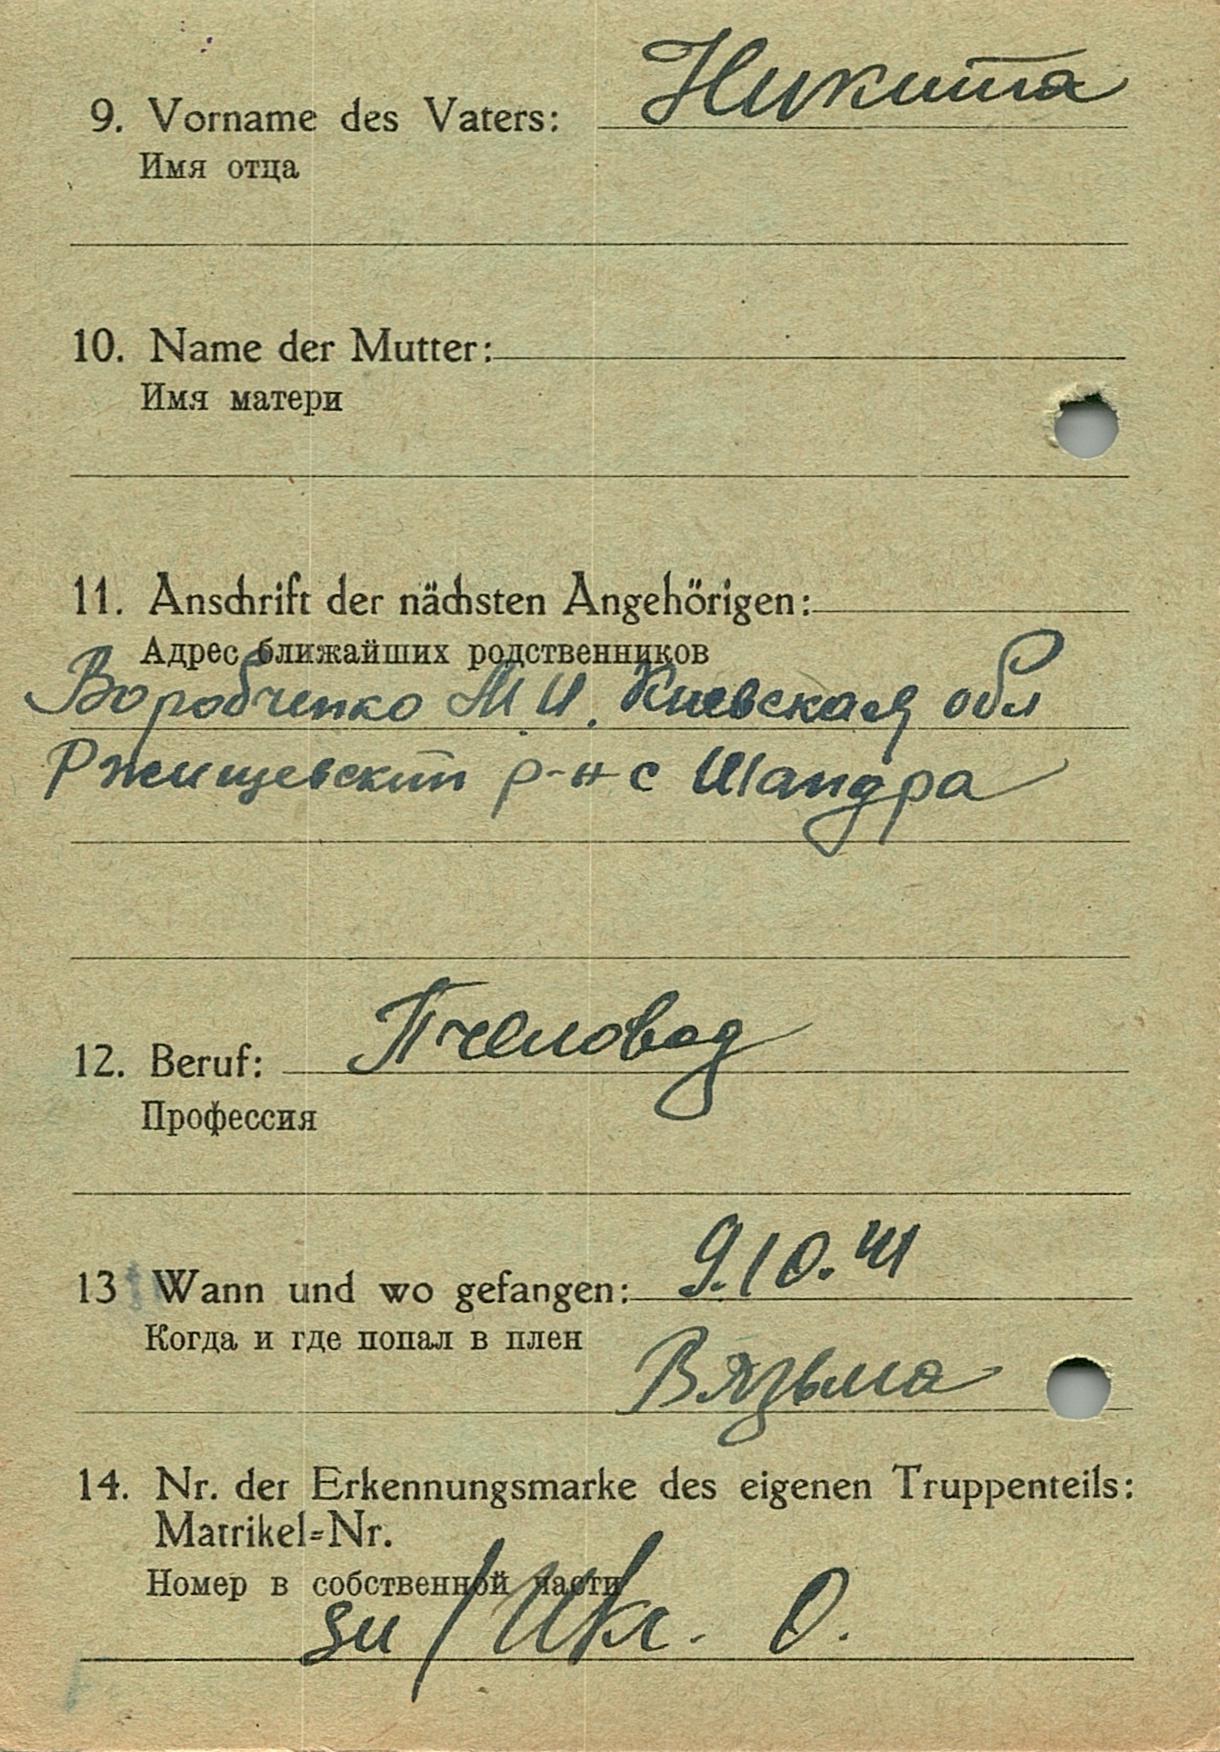 9. Vorname des Vaters: Никита
Имя отца
10. Name der Mutter:
Имя матери
11. Anschrift der nächsten Angehörigen:
Адрес ближайших родственников
Воробченко М И. Киевская обл
Ржищевский р-н с Шандра
12. Beruf: Пчеловод
Профессия
13 Wann und wo gefangen: 9.10.41
Когда и где попал в плен
Вязьма
14. Nr. der Erkennungsmarke des eigenen Truppenteils:
Matrikel=Nr.
Номер в собственной части
/ Ukr. O.